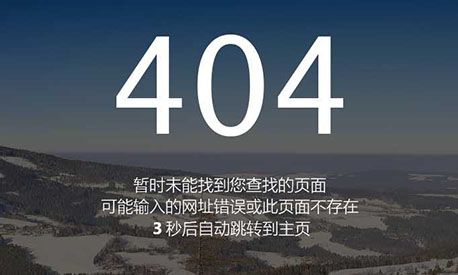 404
暂时未能找到您查找的页面
可能输入的网址错误或此页面不存在
3 秒后自动跳转到主页